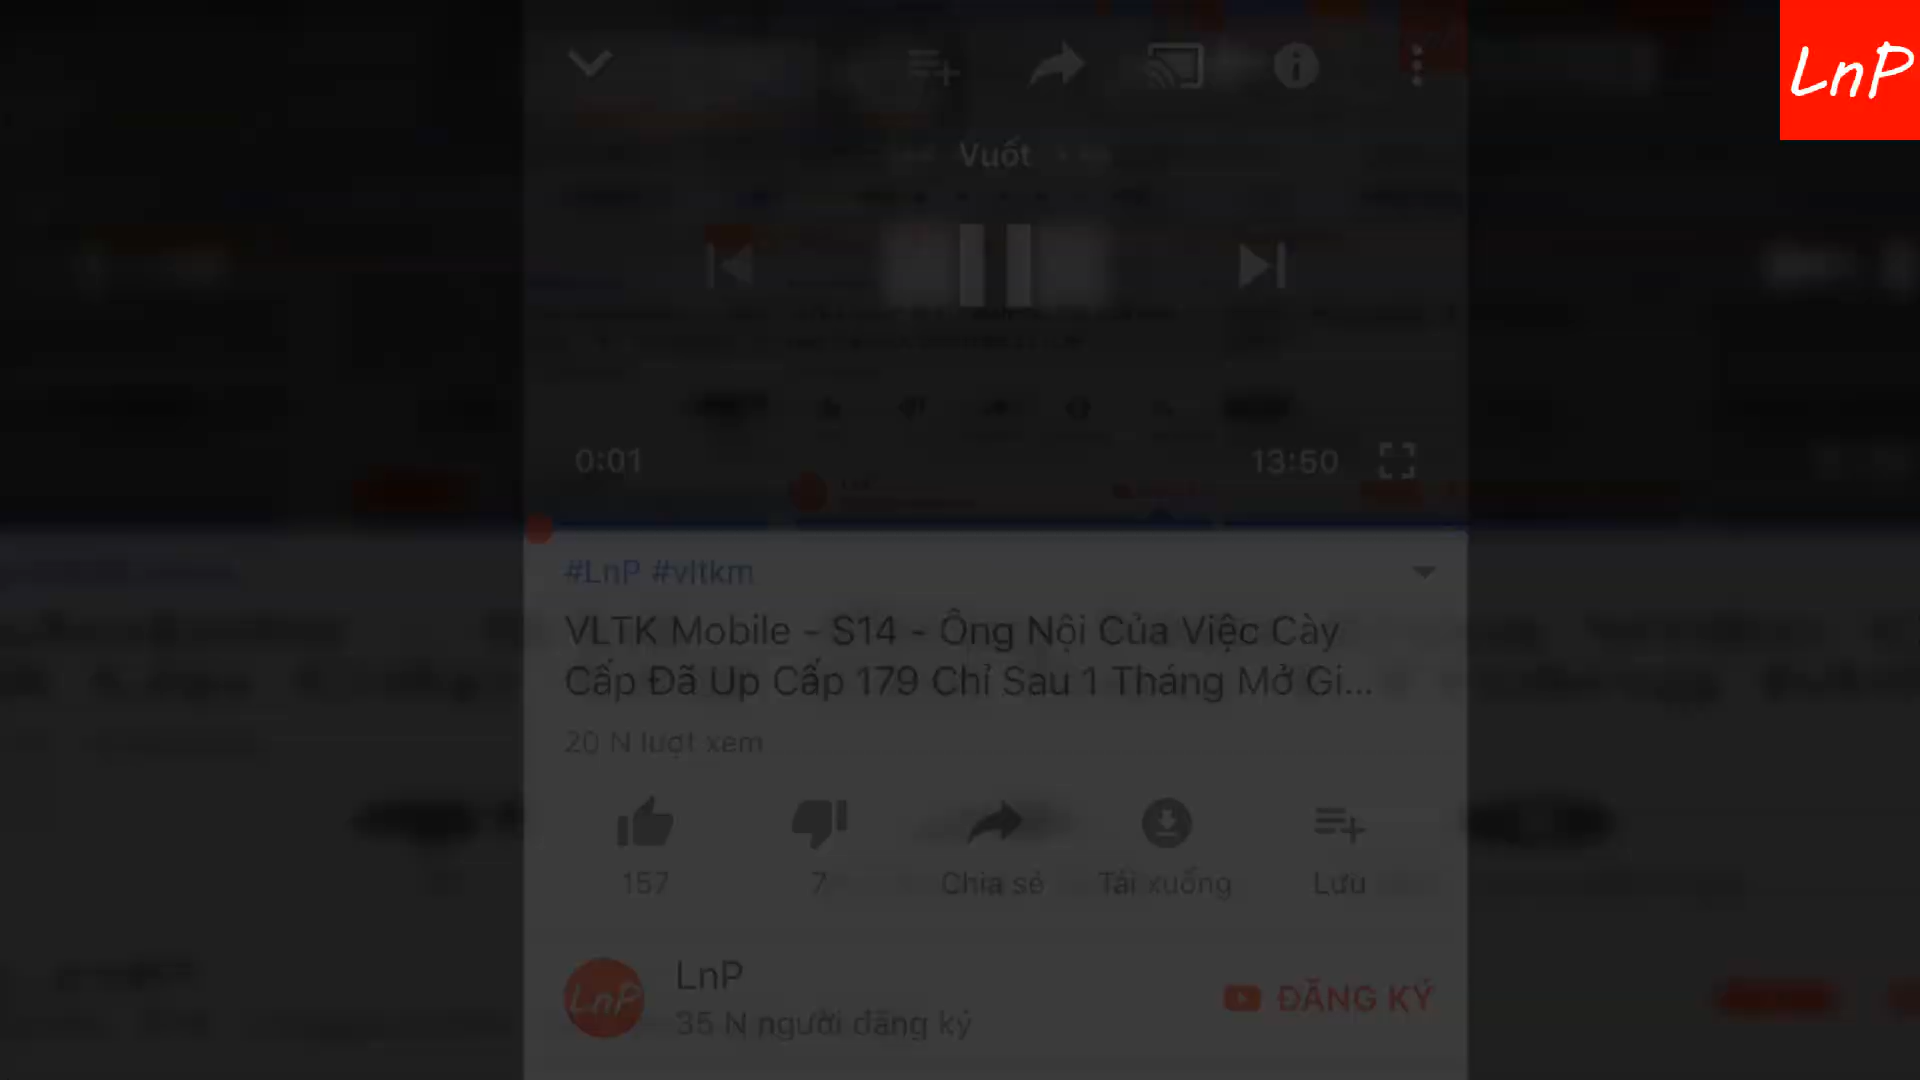 LnP
Vuốt
0:01
13:50
#LnP #vltkm
VLTK Mobile - S14 - Ông Nội Của Việc Cày
Cấp Đã Up Cấp 179 Chỉ Sau 1 Tháng Mở Gi...
20 N lượt xem
157
7
Chia sẻ
Tải xuống
Lưu
LnP
LnP
35 N người đăng ký
ĐĂNG KÝ